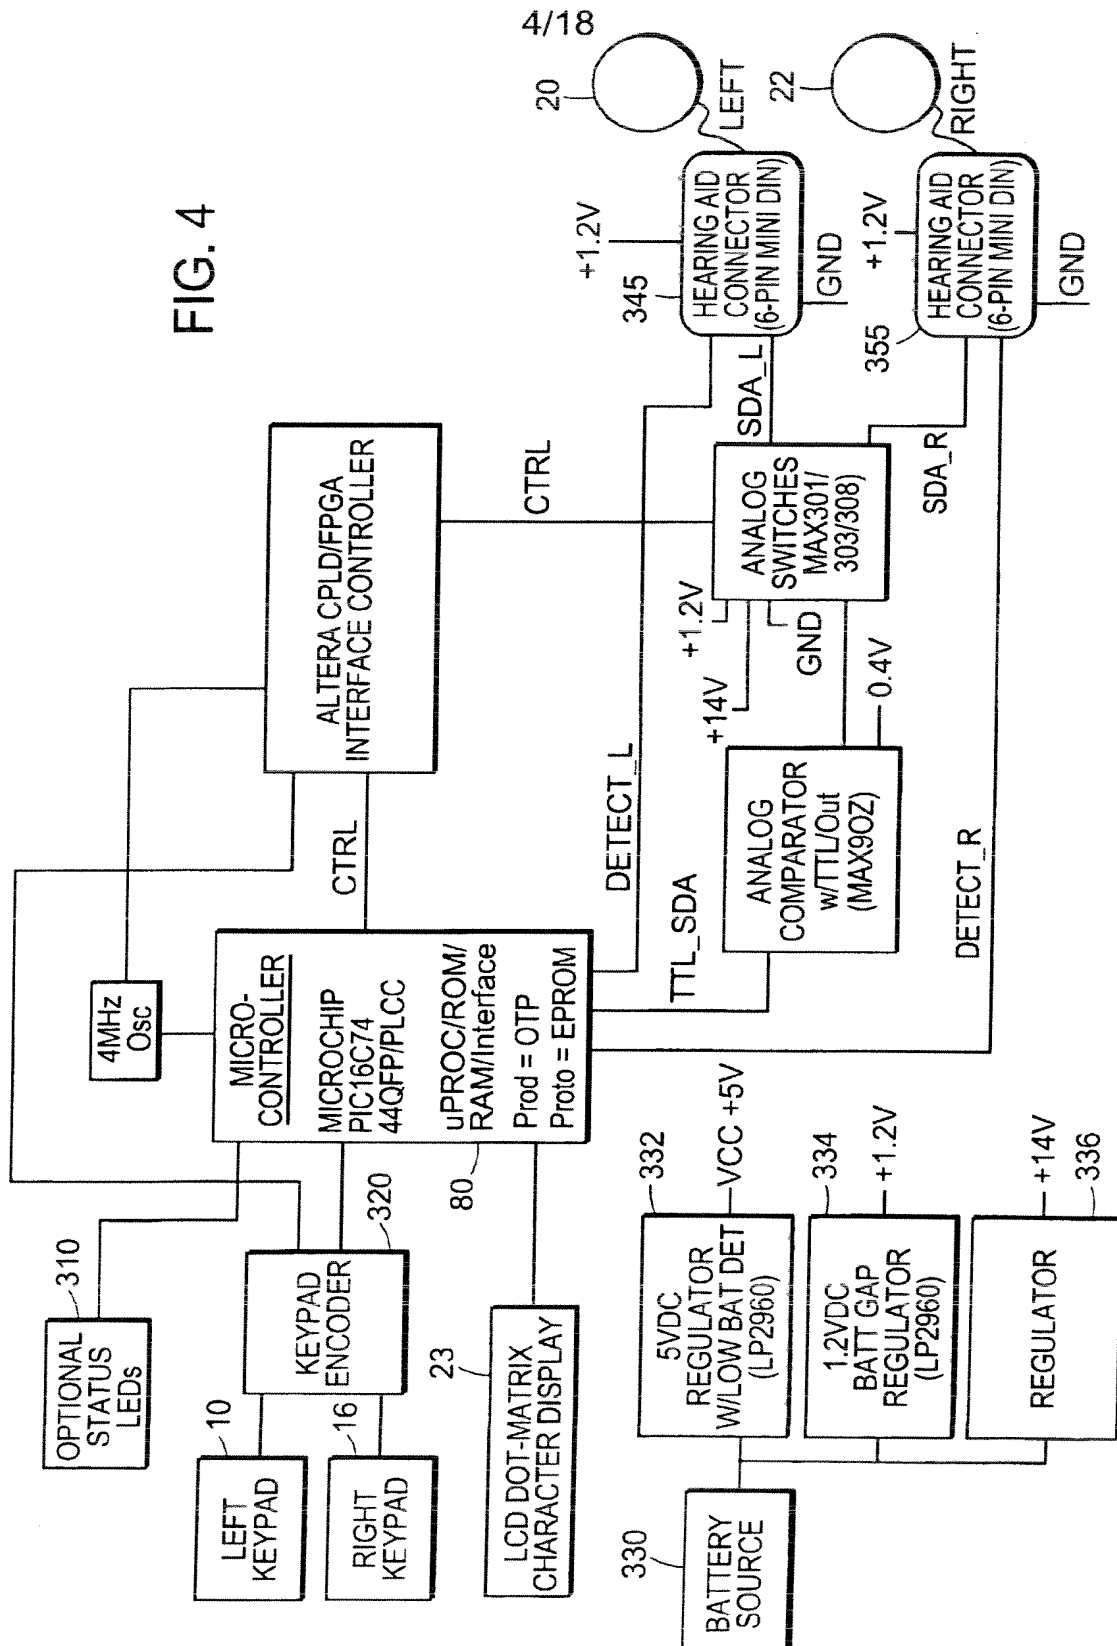 4/18
FIG. 4
OPTIONAL
STATUS
LEDs
310
LEFT
KEYPAD
10
RIGHT
KEYPAD
16
KEYPAD
ENCODER
320
LCD DOT-MATRIX
CHARACTER DISPLAY
23
4MHz
Osc
MICRO-
CONTROLLER
MICROCHIP
PIC16C74
44QFP/PLCC
uPROC/ROM/
RAM/Interface
Prod = OTP
Proto = EPROM
80
CTRL
ALTERA CPLD/FPGA
INTERFACE CONTROLLER
CTRL
DETECT_L
TTL_SDA
DETECT_R
ANALOG
COMPARATOR
w/TTL/Out
(MAX9OZ)
0.4V
+14V
+1.2V
GND
ANALOG
SWITCHES
MAX301/
303/308)
SDA_L
SDA_R
345
+1.2V
HEARING AID
CONNECTOR
(6-PIN MINI DIN)
GND
LEFT
20
355
+1.2V
HEARING AID
CONNECTOR
(6-PIN MINI DIN)
GND
RIGHT
22
BATTERY
SOURCE
330
5VDC
REGULATOR
W/LOW BAT DET
(LP2960)
332
VCC +5V
1.2VDC
BATT GAP
REGULATOR
(LP2960)
334
+1.2V
REGULATOR
+14V
336